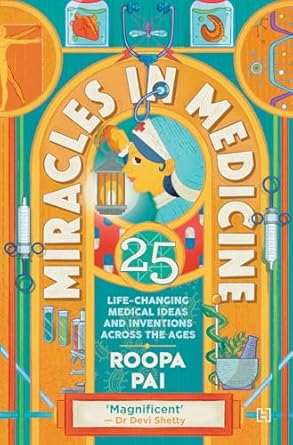 MIRACLES IN MEDICINE
25
LIFE-CHANGING
MEDICAL IDEAS
AND INVENTIONS
ACROSS THE AGES
ROOPA
PAI
'Magnificent'
— Dr Devi Shetty
H